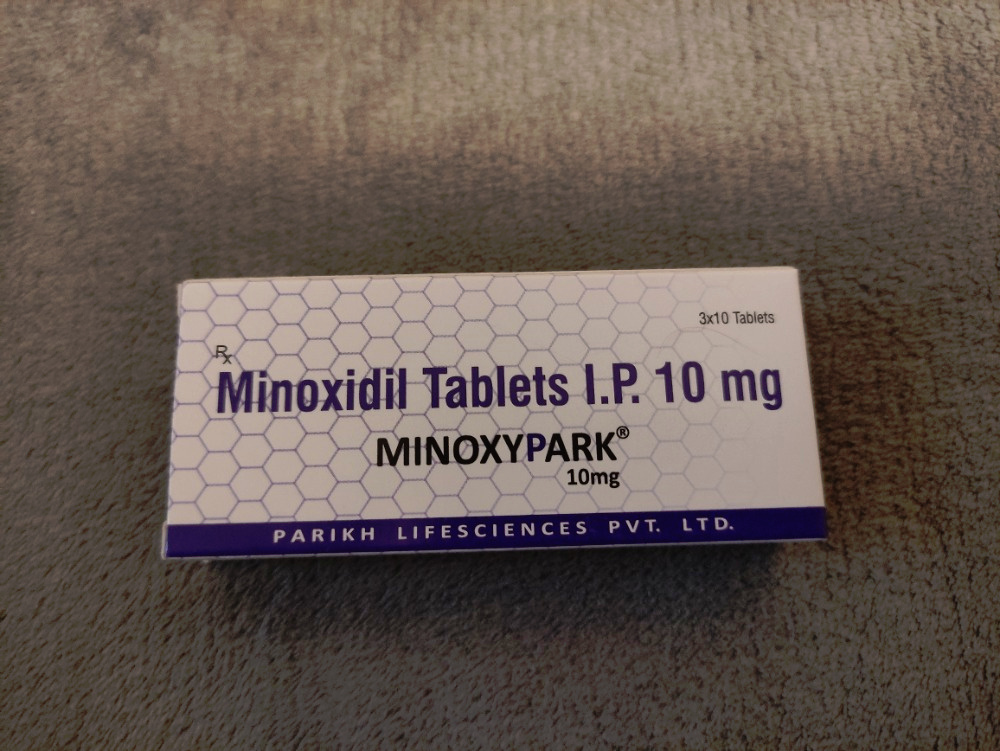 3x10 Tablets
Rx
Minoxidil Tablets I.P. 10 mg
MINOXYPARK®
10mg
PARIKH LIFESCIENCES PVT. LTD.